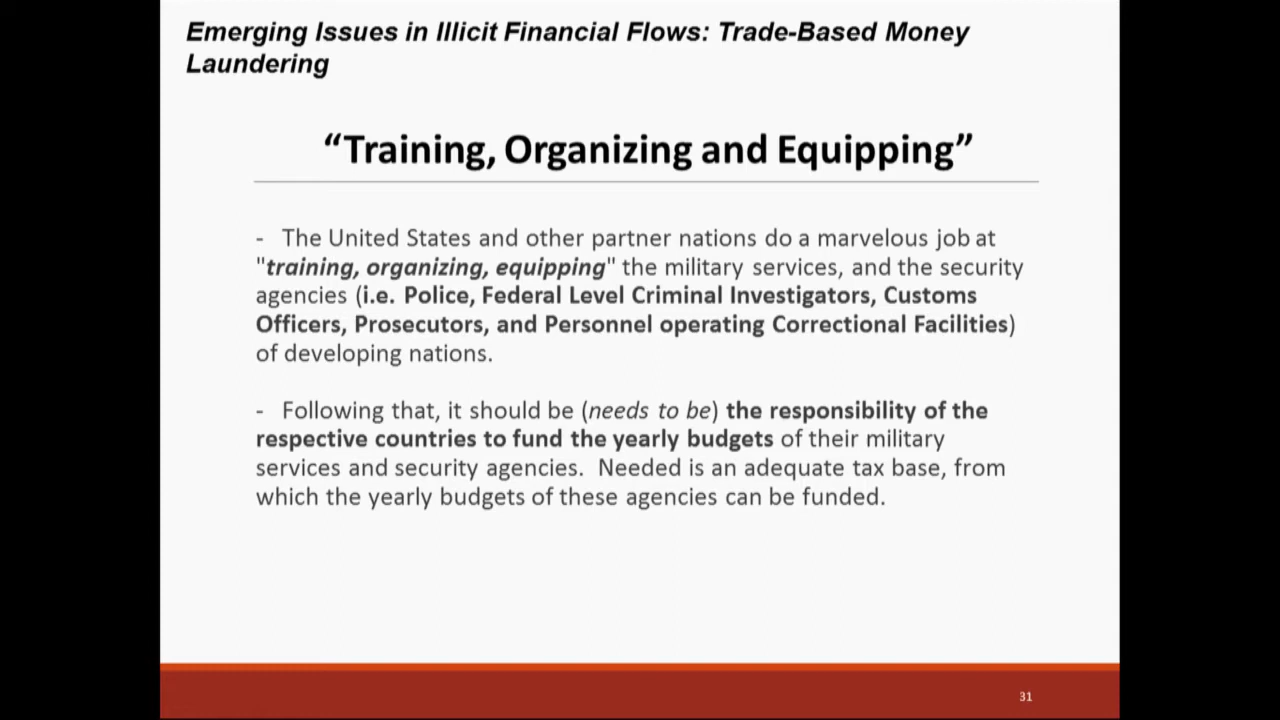 Emerging Issues in Illicit Financial Flows: Trade-Based Money
Laundering
“Training, Organizing and Equipping”
- The United States and other partner nations do a marvelous job at
"training, organizing, equipping" the military services, and the security
agencies (i.e. Police, Federal Level Criminal Investigators, Customs
Officers, Prosecutors, and Personnel operating Correctional Facilities)
of developing nations.
- Following that, it should be (needs to be) the responsibility of the
respective countries to fund the yearly budgets of their military
services and security agencies. Needed is an adequate tax base, from
which the yearly budgets of these agencies can be funded.
31